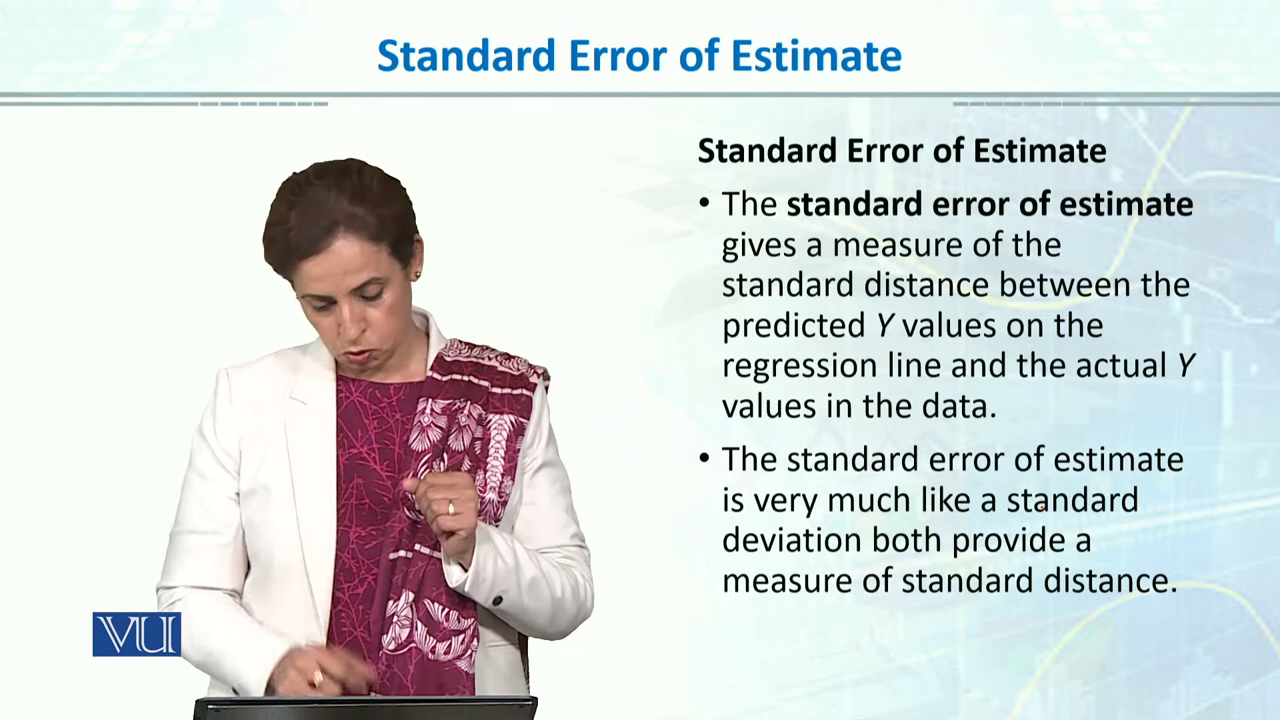 Standard Error of Estimate
Standard Error of Estimate
• The standard error of estimate
gives a measure of the
standard distance between the
predicted Y values on the
regression line and the actual Y
values in the data.
• The standard error of estimate
is very much like a standard
deviation both provide a
measure of standard distance.
VU